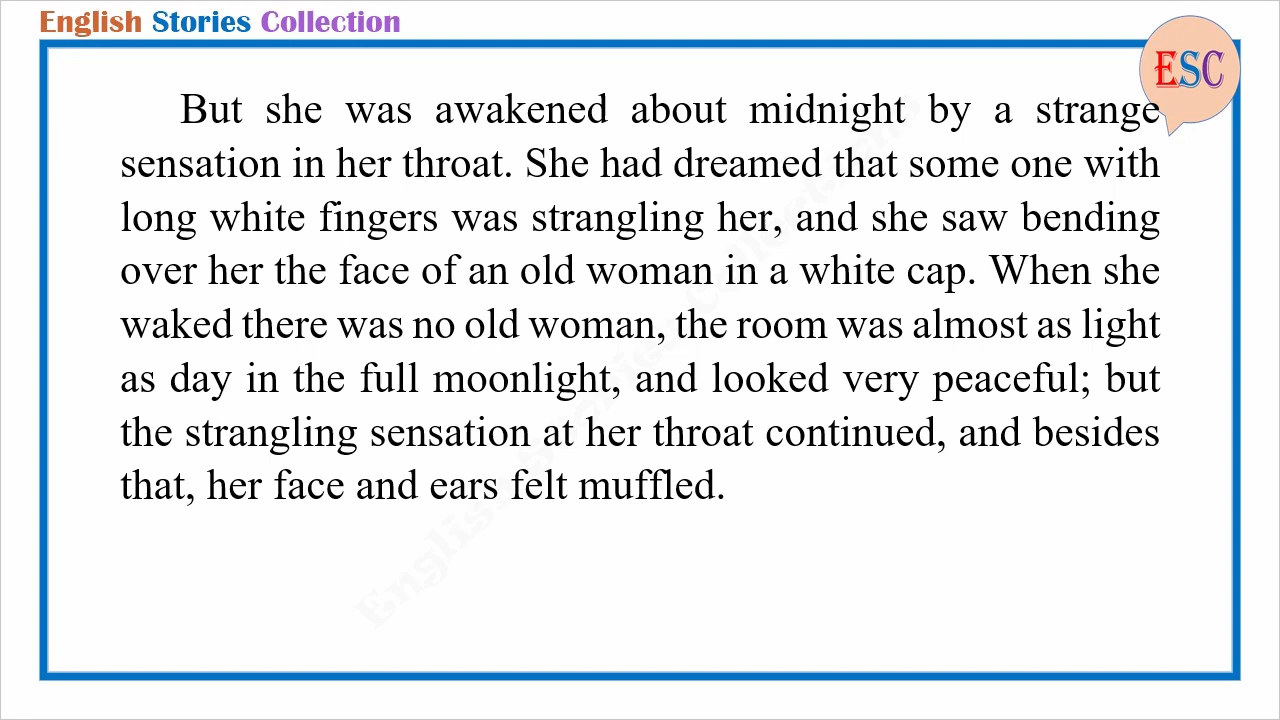 English Stories Collection
ESC
But she was awakened about midnight by a strange
sensation in her throat. She had dreamed that some one with
long white fingers was strangling her, and she saw bending
over her the face of an old woman in a white cap. When she
waked there was no old woman, the room was almost as light
as day in the full moonlight, and looked very peaceful; but
the strangling sensation at her throat continued, and besides
that, her face and ears felt muffled.
English Stories Collections